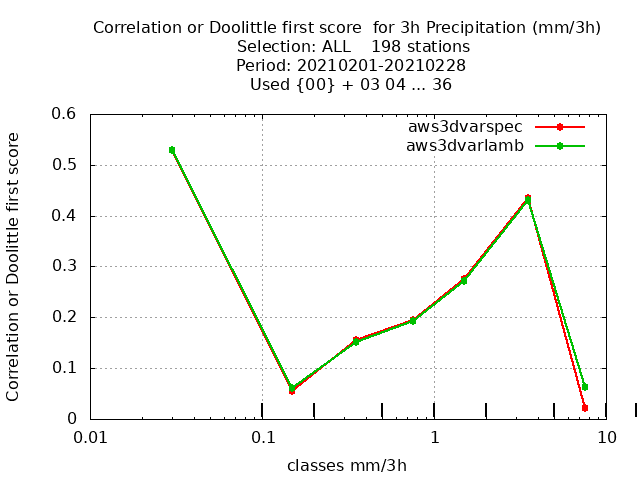 Correlation or Doolittle first score  for 3h Precipitation (mm/3h)
Selection: ALL    198 stations
Period: 20210201-20210228
Used {00} + 03 04 ... 36
aws3dvarspec
aws3dvarlamb
Correlation or Doolittle first score
0.6
0.5
0.4
0.3
0.2
0.1
0
0.01
0.1
1
10
classes mm/3h